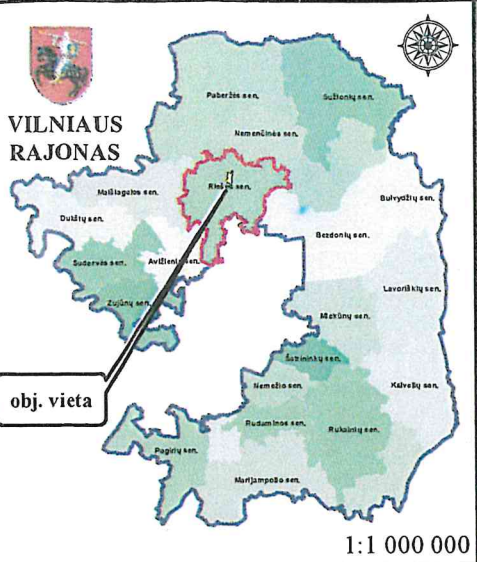 VILNIAUS
RAJONAS
Paberžės sen.
Sužionių sen.
Nemenčinės sen.
Maišiagalos sen.
Riešės sen.
Dūkštų sen.
Bulvydžių sen.
Bezdonių sen.
Sudervės sen.
Avižienių sen.
Zujūnų sen.
Lavoriškių sen.
Mickūnų sen.
Šatrininkų sen.
Nemėžio sen.
Kalvelių sen.
obj. vieta
Rudaminos sen.
Rukainių sen.
Pagirių sen.
Marijampolio sen.
1:1 000 000